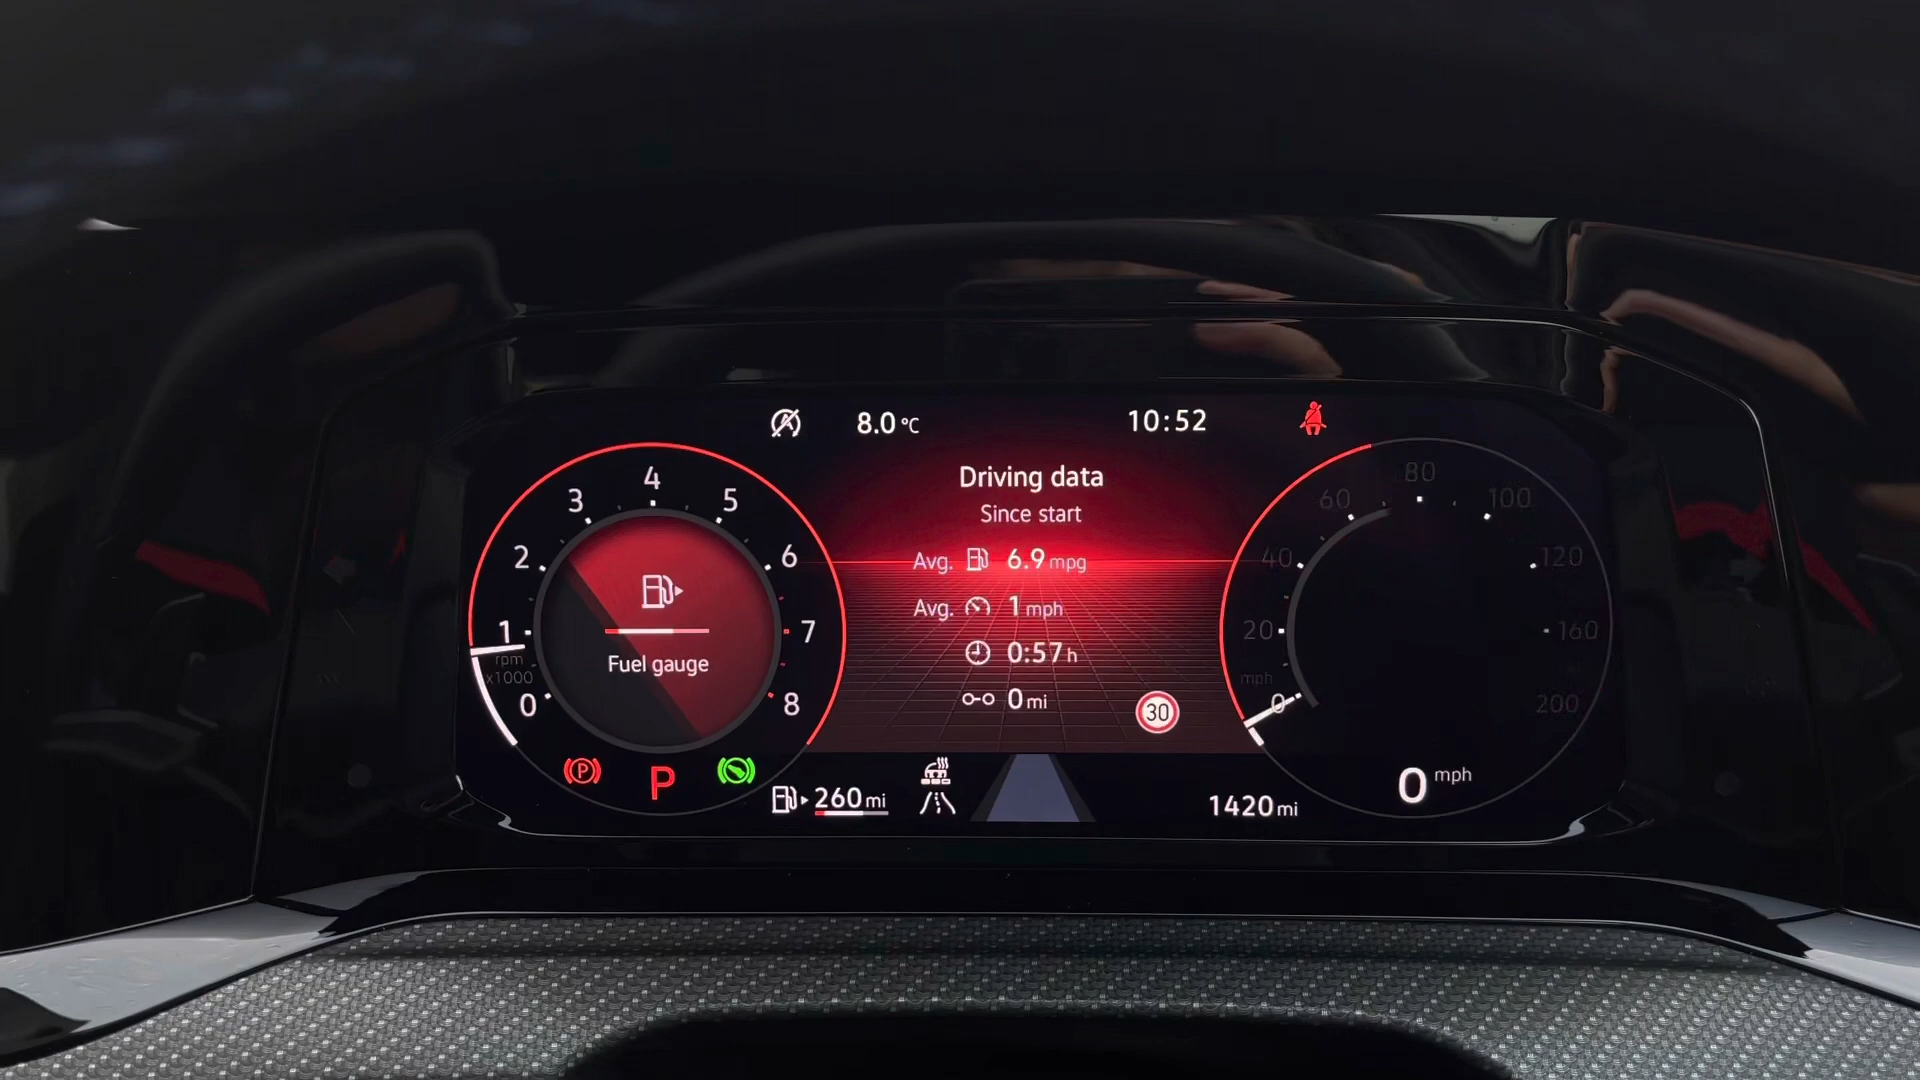 8.0 °C
10:52
Driving data
Since start
Avg. 6.9 mpg
Avg. 1 mph
0:57 h
0 mi
30
0
1
2
3
4
5
6
7
8
rpm
x1000
Fuel gauge
P
P
260 mi
1420 mi
0
20
40
60
80
100
120
160
200
mph
0 mph